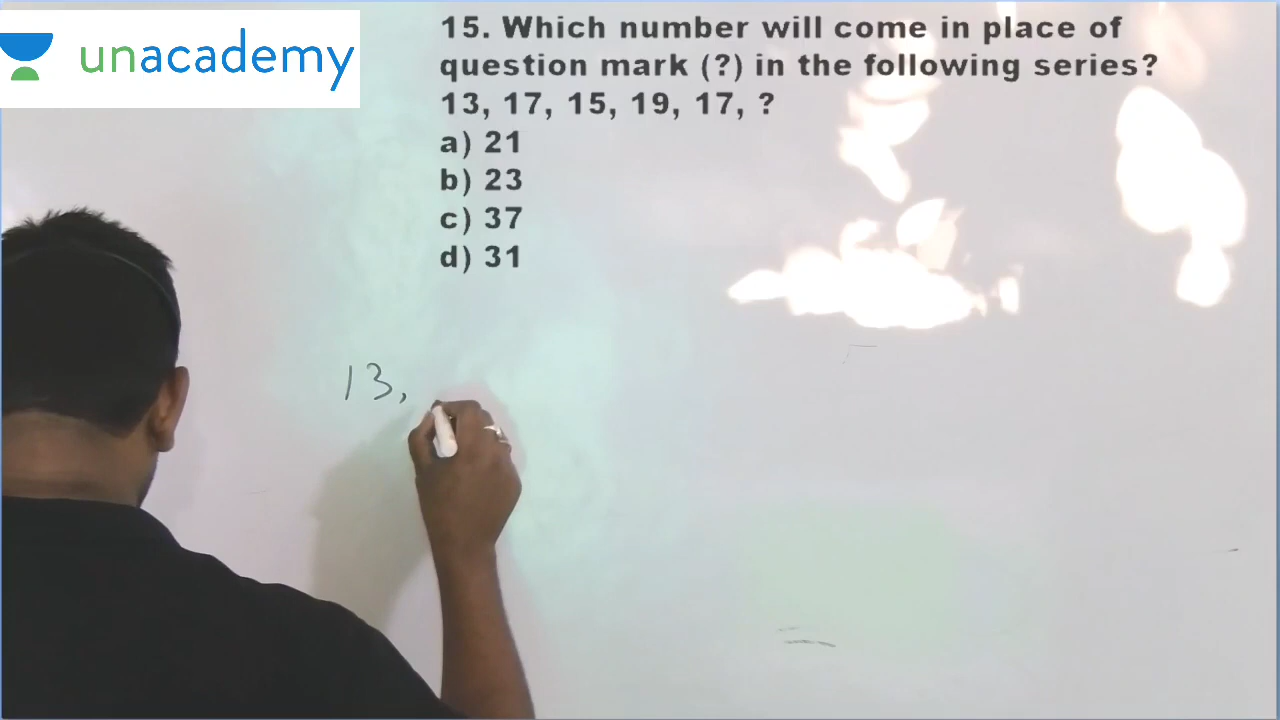 unacademy
15. Which number will come in place of
question mark (?) in the following series?
13, 17, 15, 19, 17, ?
a) 21
b) 23
c) 37
d) 31
13,